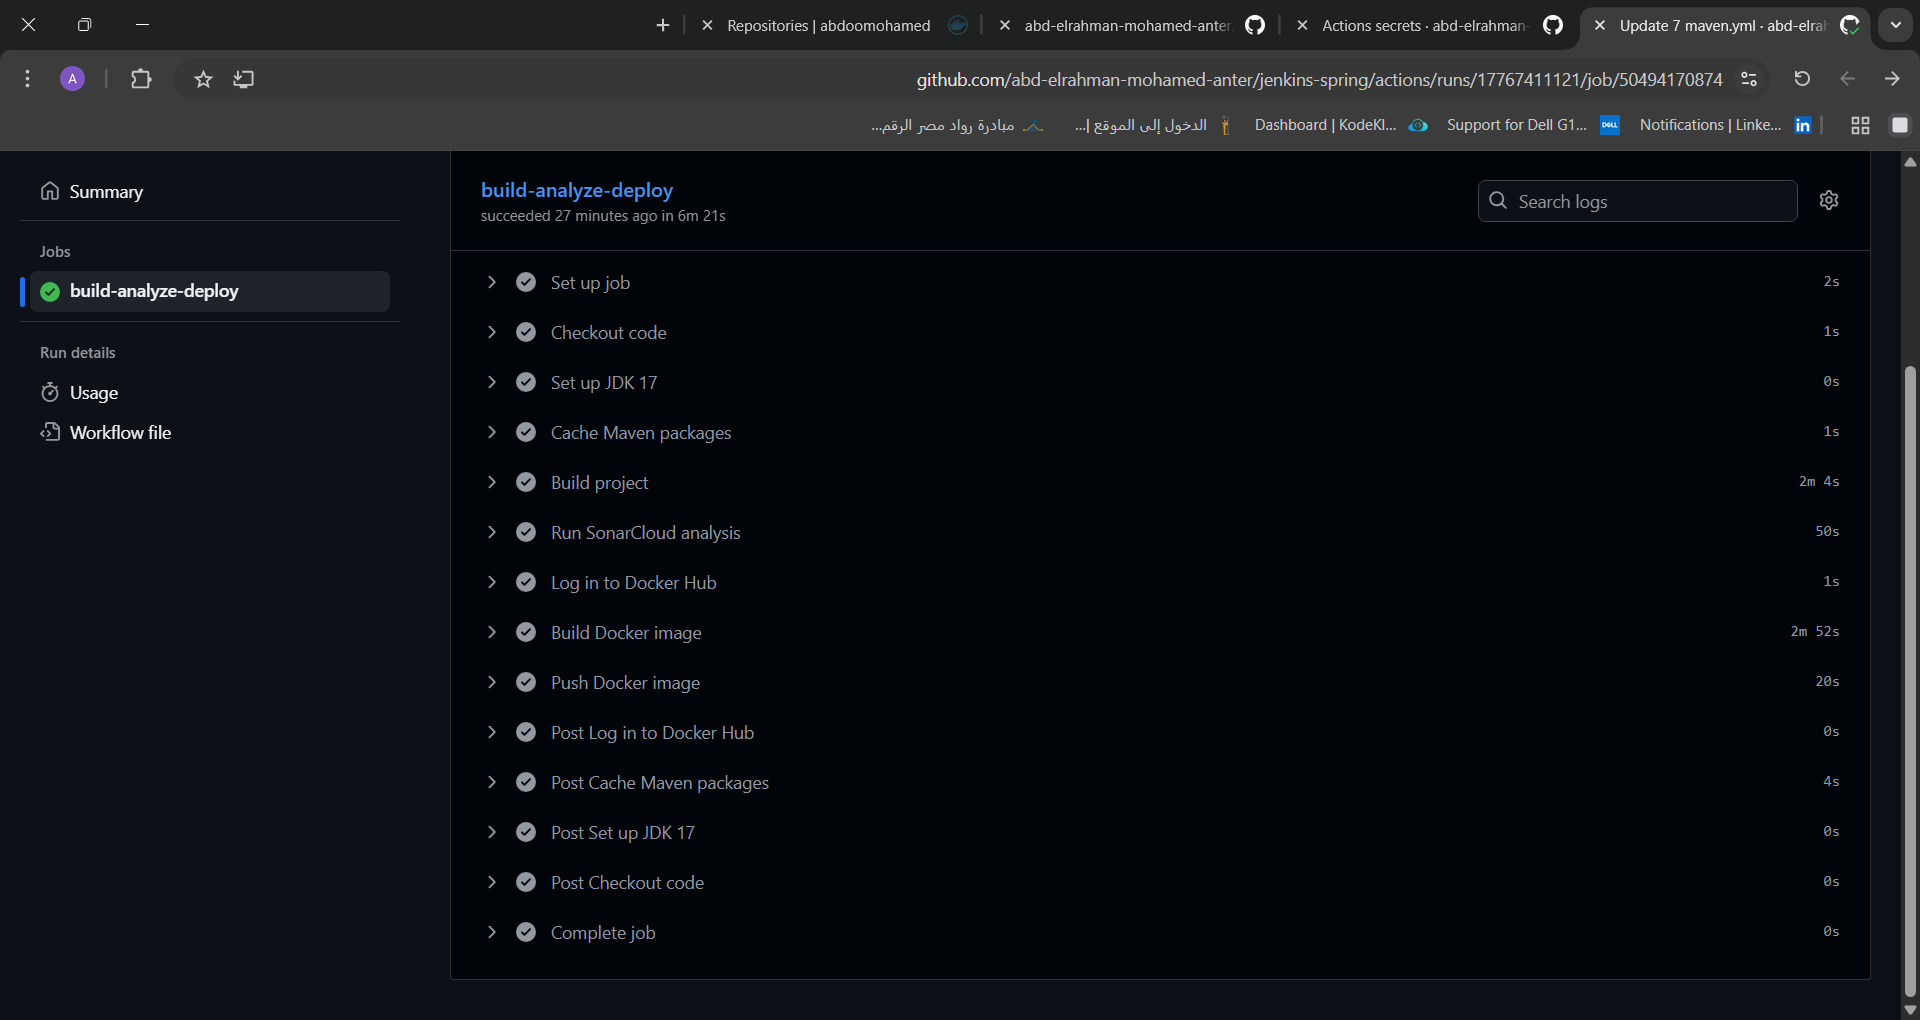 Repositories | abdoomohamed
abd-elrahman-mohamed-anter
Actions secrets · abd-elrahman-
Update 7 maven.yml · abd-elrah
A
github.com/abd-elrahman-mohamed-anter/jenkins-spring/actions/runs/17767411121/job/50494170874
مبادرة رواد مصر الرقم...
الدخول إلى الموقع |...
Dashboard | KodeKl...
Support for Dell G1...
DELL
Notifications | Linke...
in
Summary
Jobs
build-analyze-deploy
Run details
Usage
Workflow file
build-analyze-deploy
succeeded 27 minutes ago in 6m 21s
Search logs
Set up job 2s
Checkout code 1s
Set up JDK 17 0s
Cache Maven packages 1s
Build project 2m 4s
Run SonarCloud analysis 50s
Log in to Docker Hub 1s
Build Docker image 2m 52s
Push Docker image 20s
Post Log in to Docker Hub 0s
Post Cache Maven packages 4s
Post Set up JDK 17 0s
Post Checkout code 0s
Complete job 0s